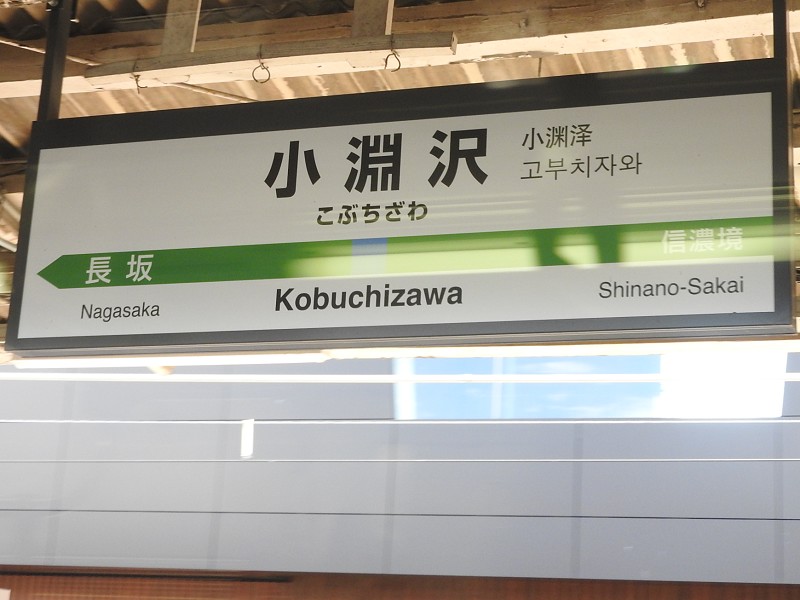 小淵沢
小渊泽
고부치자와
こぶちざわ
長坂
信濃境
Nagasaka
Kobuchizawa
Shinano-Sakai